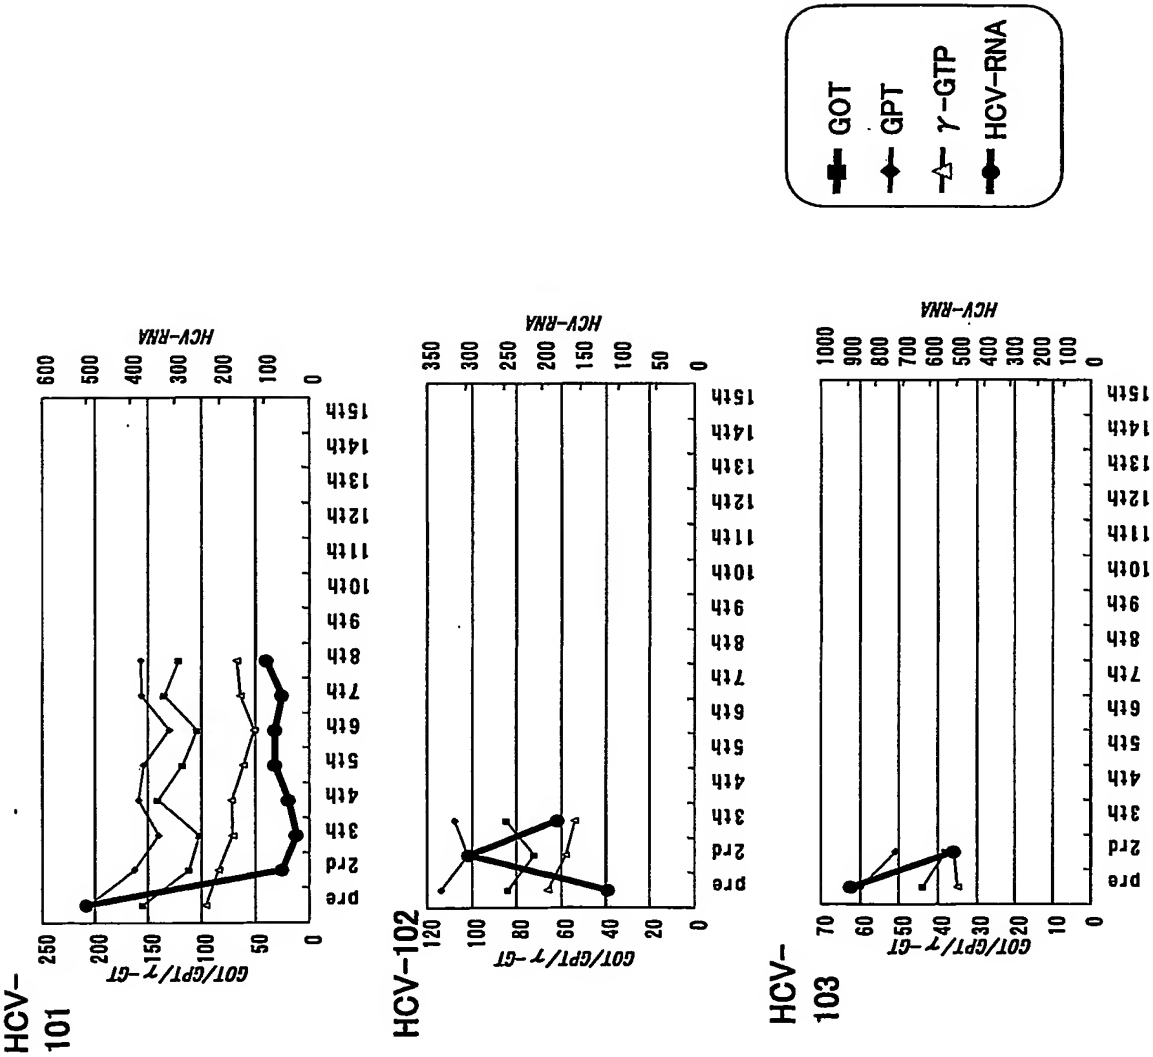 HCV-
101
GOT/GPT/γ-GT
250
200
150
100
50
0
600
500
400
300
200
100
0
HCV-RNA
pre
2rd
3th
4th
5th
6th
7th
8th
9th
10th
11th
12th
13th
14th
15th
HCV-102
GOT/GPT/γ-GT
120
100
80
60
40
20
0
350
300
250
200
150
100
50
0
HCV-RNA
pre
2rd
3th
4th
5th
6th
7th
8th
9th
10th
11th
12th
13th
14th
15th
HCV-
103
GOT/GPT/γ-GT
70
60
50
40
30
20
10
0
1000
900
800
700
600
500
400
300
200
100
0
HCV-RNA
pre
2rd
3th
4th
5th
6th
7th
8th
9th
10th
11th
12th
13th
14th
15th
GOT
GPT
γ-GTP
HCV-RNA